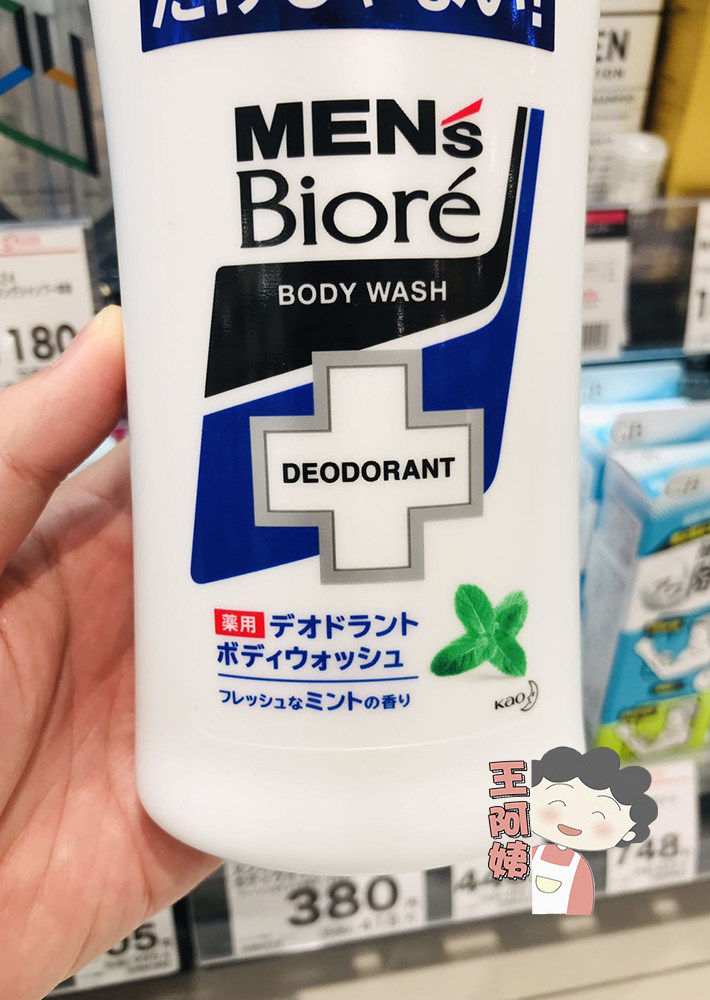 MEN's
Bioré
BODY WASH
DEODORANT
薬用 デオドラント
ボディウォッシュ
フレッシュなミントの香り
Kao
王阿姨
180
380
748